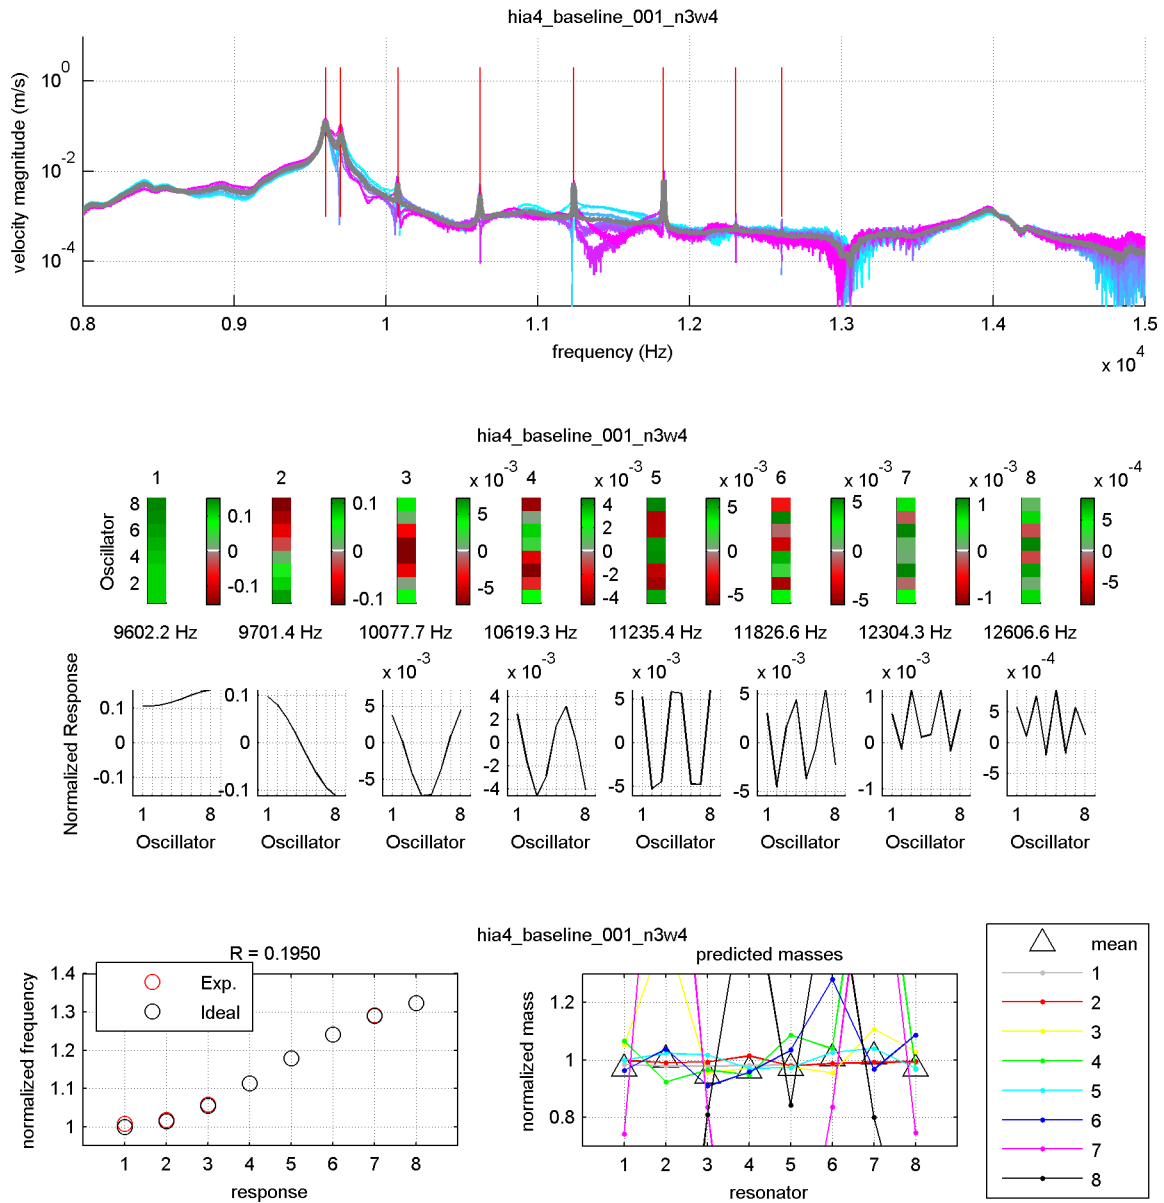 hia4_baseline_001_n3w4
velocity magnitude (m/s)
10^0
10^-2
10^-4
0.8 0.9 1 1.1 1.2 1.3 1.4 1.5
frequency (Hz)
x 10^4
hia4_baseline_001_n3w4
1 2 3 x 10^-3 4 x 10^-3 5 x 10^-3 6 x 10^-3 7 x 10^-3 8 x 10^-4
Oscillator
8 6 4 2
0.1 0 -0.1
0.1 0 -0.1
5 0 -5
4 2 0 -2 -4
5 0 -5
5 0 -5
1 0 -1
5 0 -5
9602.2 Hz 9701.4 Hz 10077.7 Hz 10619.3 Hz 11235.4 Hz 11826.6 Hz 12304.3 Hz 12606.6 Hz
x 10^-3 x 10^-3 x 10^-3 x 10^-3 x 10^-3 x 10^-4
Normalized Response
0.1 0 -0.1
0.1 0 -0.1
5 0 -5
4 2 0 -2 -4
5 0 -5
5 0 -5
1 0 -1
5 0 -5
1 8 1 8 1 8 1 8 1 8 1 8 1 8 1 8
Oscillator Oscillator Oscillator Oscillator Oscillator Oscillator Oscillator Oscillator
hia4_baseline_001_n3w4
R = 0.1950
normalized frequency
1.4
1.3
1.2
1.1
1
Exp.
Ideal
1 2 3 4 5 6 7 8
response
predicted masses
normalized mass
1.2
1
0.8
1 2 3 4 5 6 7 8
resonator
mean
1
2
3
4
5
6
7
8